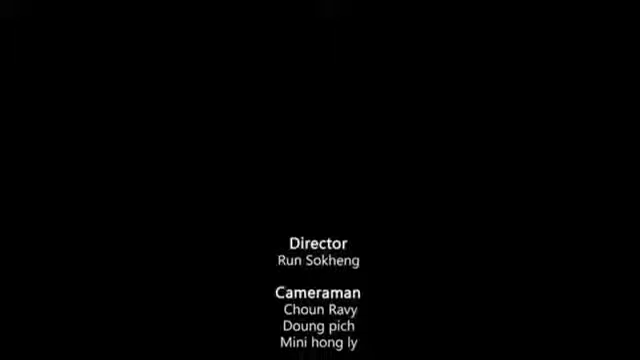 Director
Run Sokheng
Cameraman
Choun Ravy
Doung pich
Mini hong ly